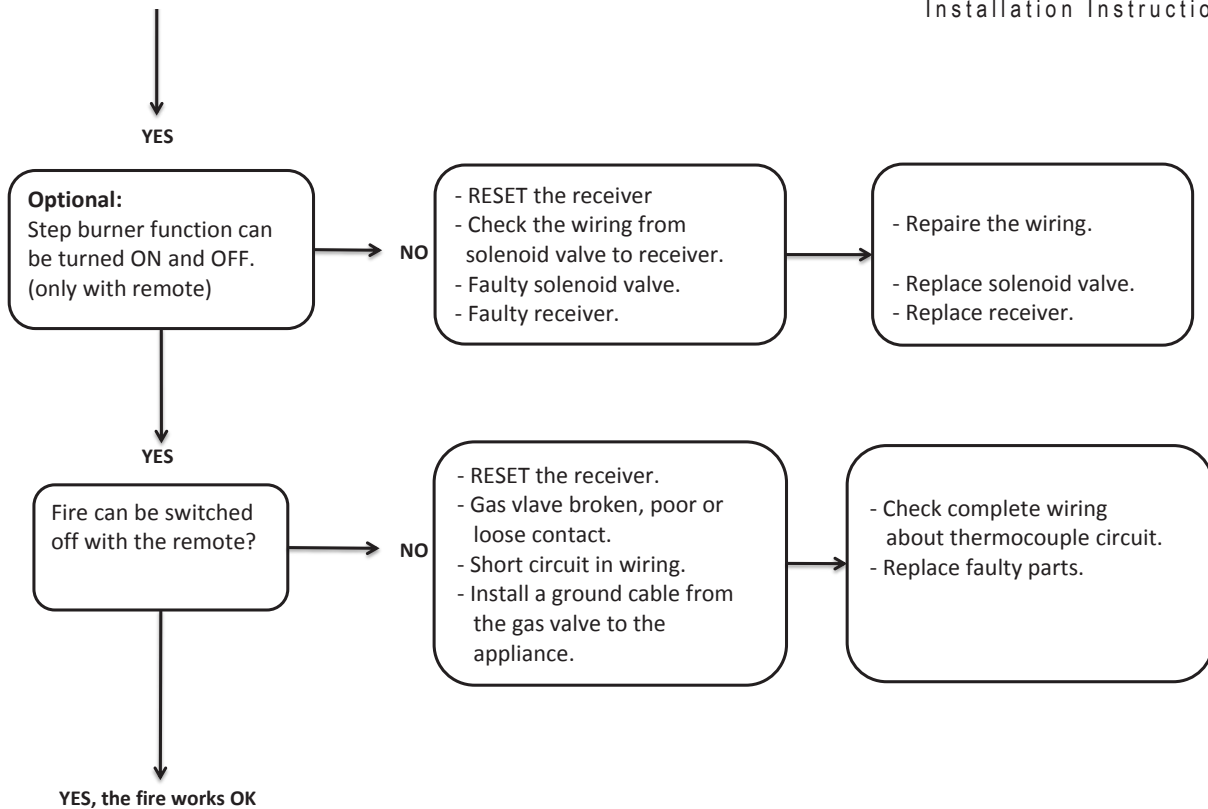 Installation Instructio
YES
Optional:
Step burner function can
be turned ON and OFF.
(only with remote)
NO
- RESET the receiver
- Check the wiring from
solenoid valve to receiver.
- Faulty solenoid valve.
- Faulty receiver.
- Repaire the wiring.
- Replace solenoid valve.
- Replace receiver.
YES
Fire can be switched
off with the remote?
NO
- RESET the receiver.
- Gas vlave broken, poor or
loose contact.
- Short circuit in wiring.
- Install a ground cable from
the gas valve to the
appliance.
- Check complete wiring
about thermocouple circuit.
- Replace faulty parts.
YES, the fire works OK